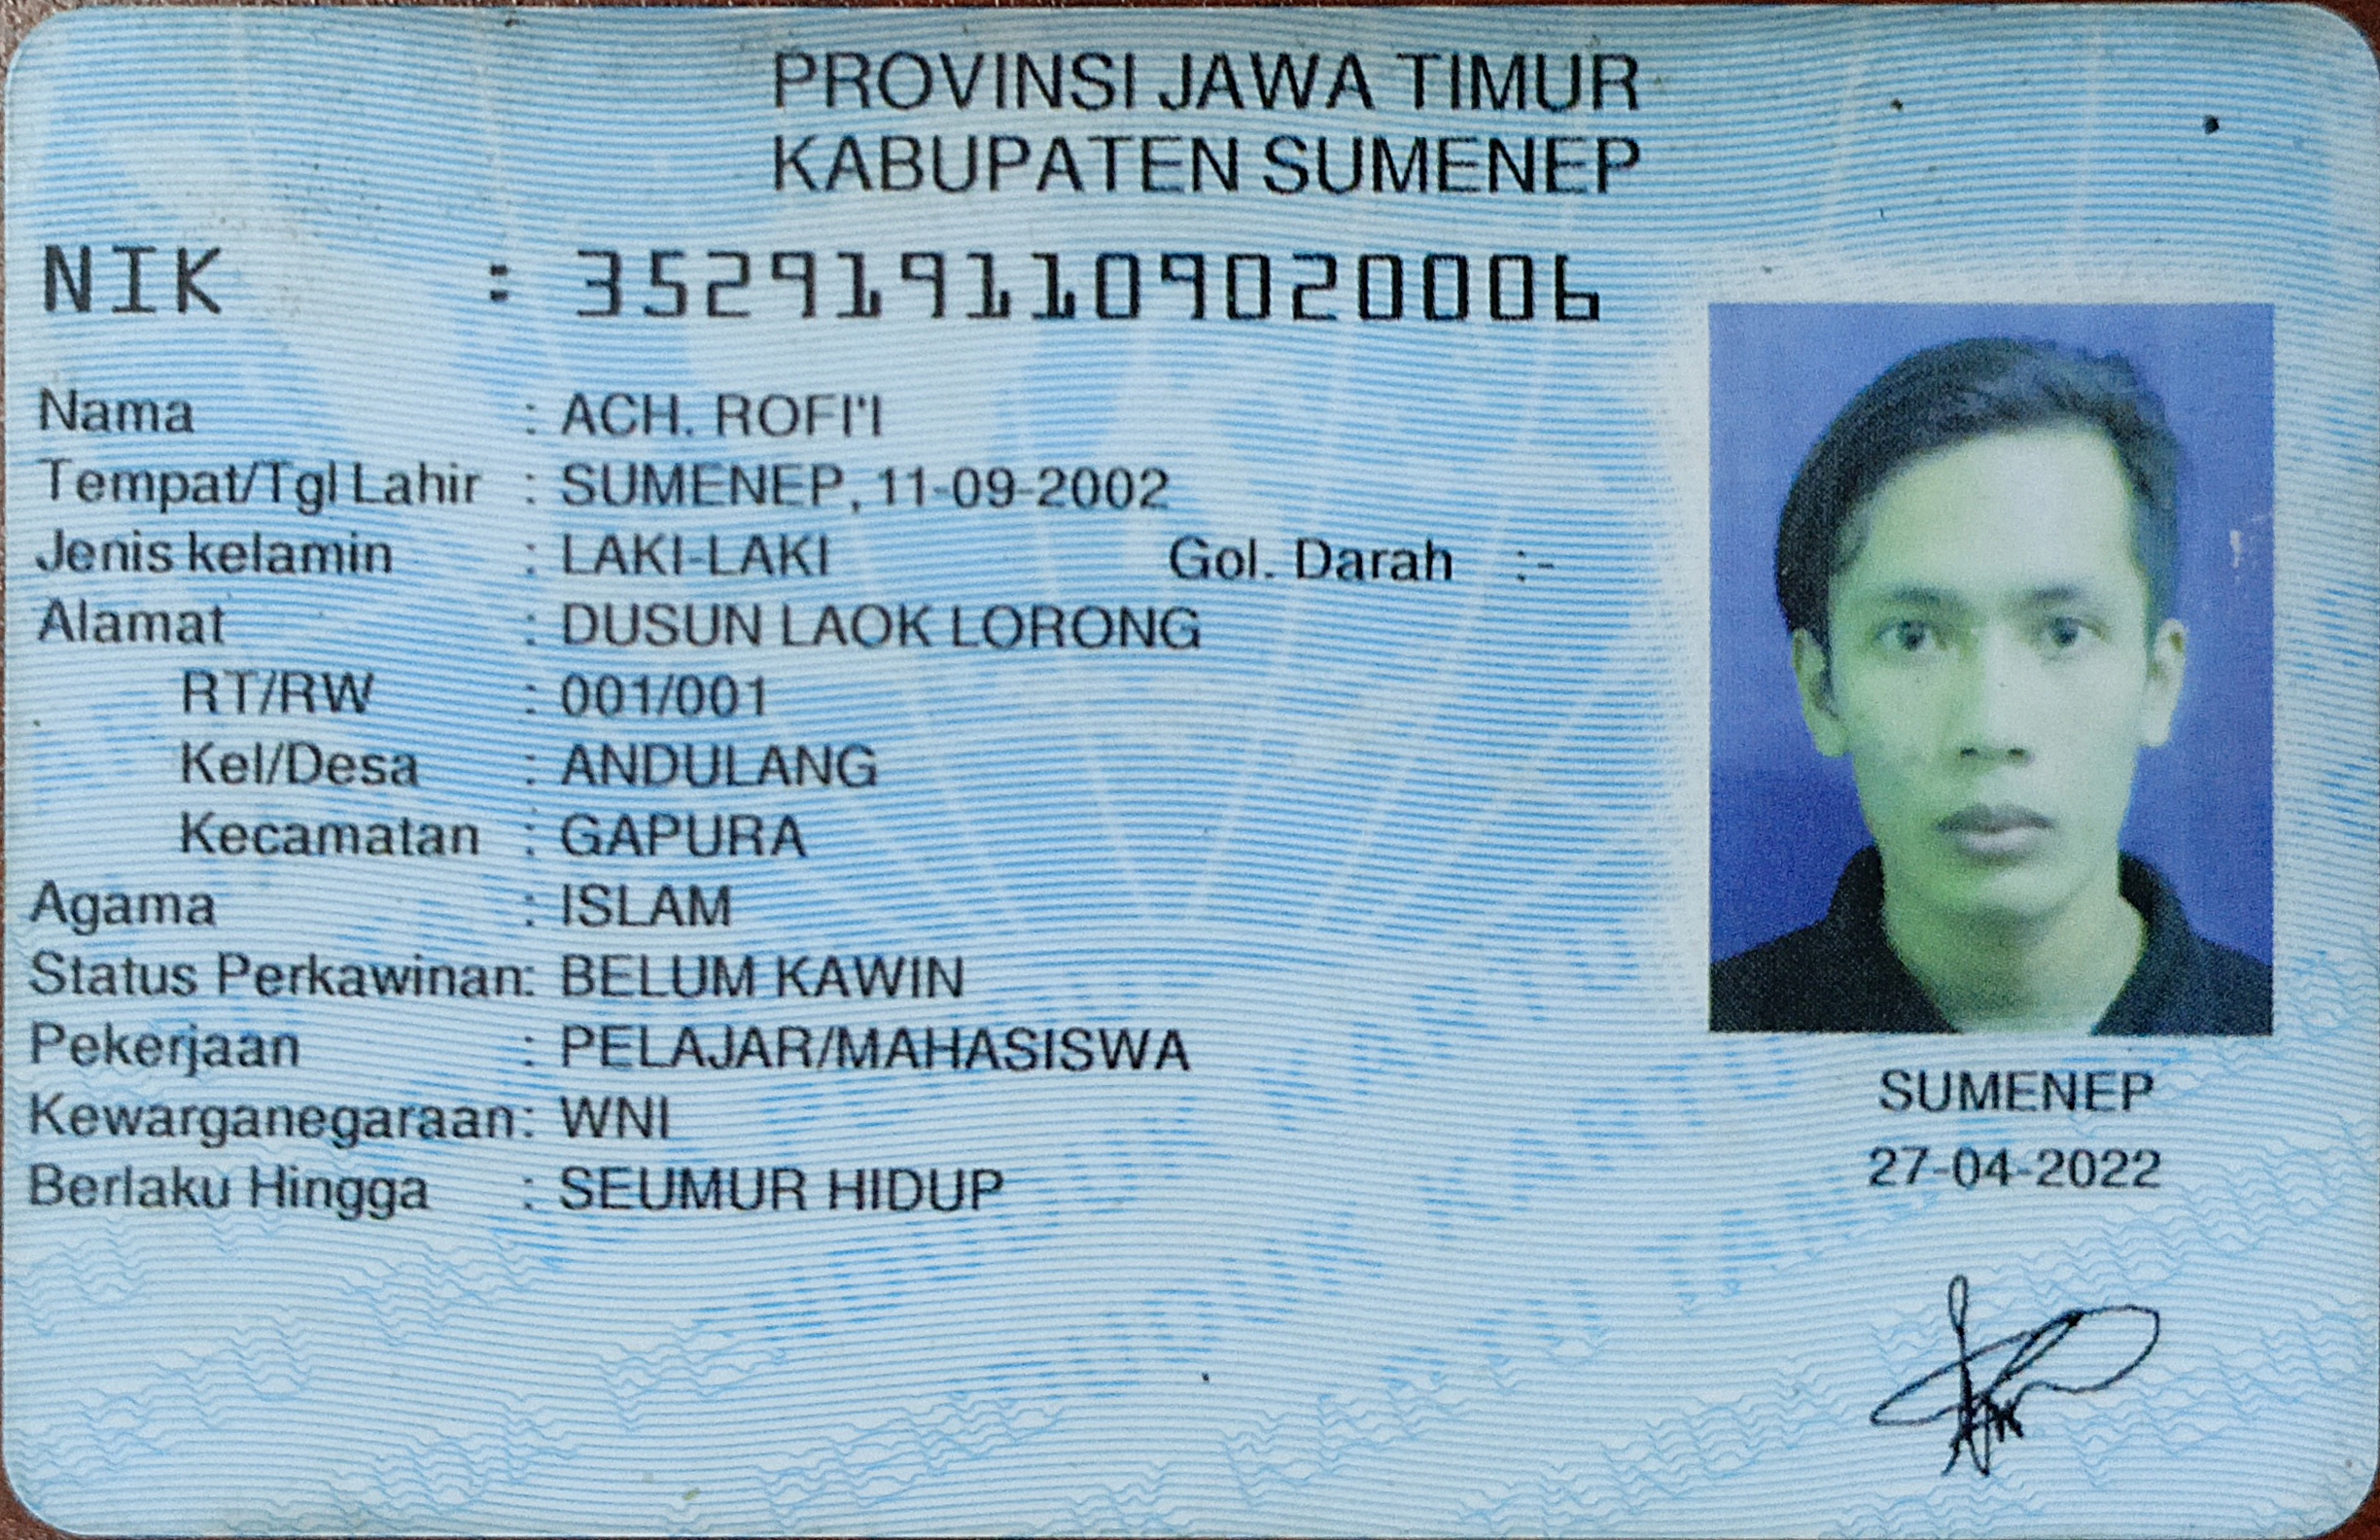 PROVINSI JAWA TIMUR
KABUPATEN SUMENEP
NIK : 3529191109020006
Nama : ACH. ROFI'I
Tempat/Tgl Lahir : SUMENEP, 11-09-2002
Jenis kelamin : LAKI-LAKI Gol. Darah :-
Alamat : DUSUN LAOK LORONG
RT/RW : 001/001
Kel/Desa : ANDULANG
Kecamatan : GAPURA
Agama : ISLAM
Status Perkawinan: BELUM KAWIN
Pekerjaan : PELAJAR/MAHASISWA
Kewarganegaraan: WNI
Berlaku Hingga : SEUMUR HIDUP
SUMENEP
27-04-2022